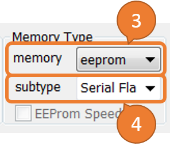 3
Memory Type
memory eeprom
subtype Serial Fla
EEProm Speed
4